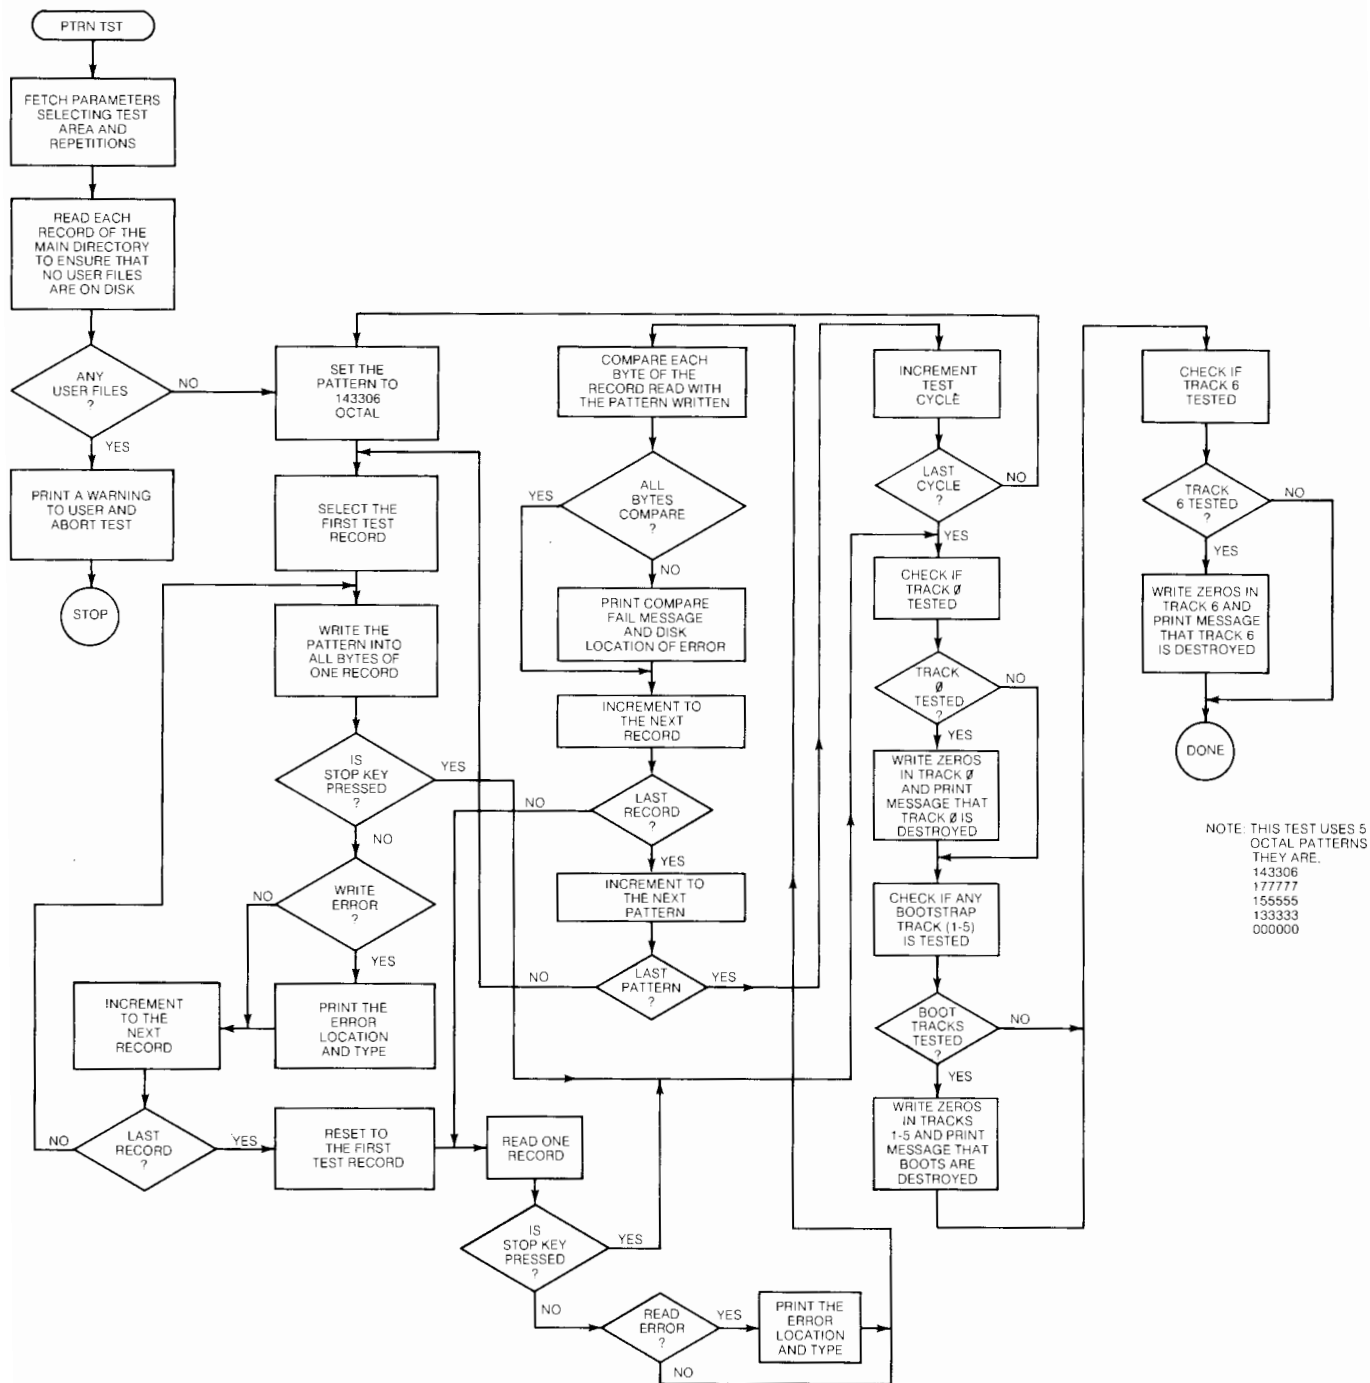 PTRN TST
FETCH PARAMETERS
SELECTING TEST
AREA AND
REPETITIONS
READ EACH
RECORD OF THE
MAIN DIRECTORY
TO ENSURE THAT
NO USER FILES
ARE ON DISK
ANY
USER FILES
?
NO
YES
PRINT A WARNING
TO USER AND
ABORT TEST
STOP
SET THE
PATTERN TO
143306
OCTAL
SELECT THE
FIRST TEST
RECORD
WRITE THE
PATTERN INTO
ALL BYTES OF
ONE RECORD
IS
STOP KEY
PRESSED
?
YES
NO
WRITE
ERROR
?
NO
YES
PRINT THE
ERROR
LOCATION
AND TYPE
INCREMENT
TO THE
NEXT
RECORD
LAST
RECORD
?
NO
YES
RESET TO
THE FIRST
TEST RECORD
READ ONE
RECORD
IS
STOP KEY
PRESSED
?
YES
NO
READ
ERROR
?
YES
NO
PRINT THE
ERROR
LOCATION
AND TYPE
COMPARE EACH
BYTE OF THE
RECORD READ WITH
THE PATTERN WRITTEN
ALL
BYTES
COMPARE
?
YES
NO
PRINT COMPARE
FAIL MESSAGE
AND DISK
LOCATION OF ERROR
INCREMENT TO
THE NEXT
RECORD
LAST
RECORD
?
NO
YES
INCREMENT TO
THE NEXT
PATTERN
LAST
PATTERN
?
NO
YES
INCREMENT
TEST
CYCLE
LAST
CYCLE
?
NO
YES
CHECK IF
TRACK Ø
TESTED
TRACK
Ø
TESTED
?
NO
YES
WRITE ZEROS
IN TRACK Ø
AND PRINT
MESSAGE THAT
TRACK Ø IS
DESTROYED
CHECK IF ANY
BOOTSTRAP
TRACK (1-5)
IS TESTED
BOOT
TRACKS
TESTED
?
NO
YES
WRITE ZEROS
IN TRACKS
1-5 AND PRINT
MESSAGE THAT
BOOTS ARE
DESTROYED
CHECK IF
TRACK 6
TESTED
TRACK
6 TESTED
?
NO
YES
WRITE ZEROS IN
TRACK 6 AND
PRINT MESSAGE
THAT TRACK 6
IS DESTROYED
DONE
NOTE: THIS TEST USES 5
OCTAL PATTERNS
THEY ARE.
143306
177777
155555
133333
000000